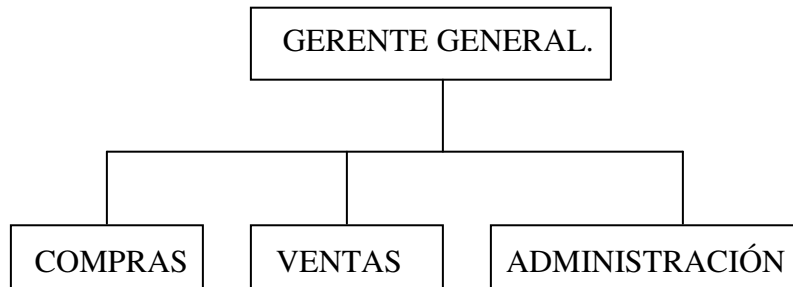 GERENTE GENERAL.
COMPRAS
VENTAS
ADMINISTRACIÓN